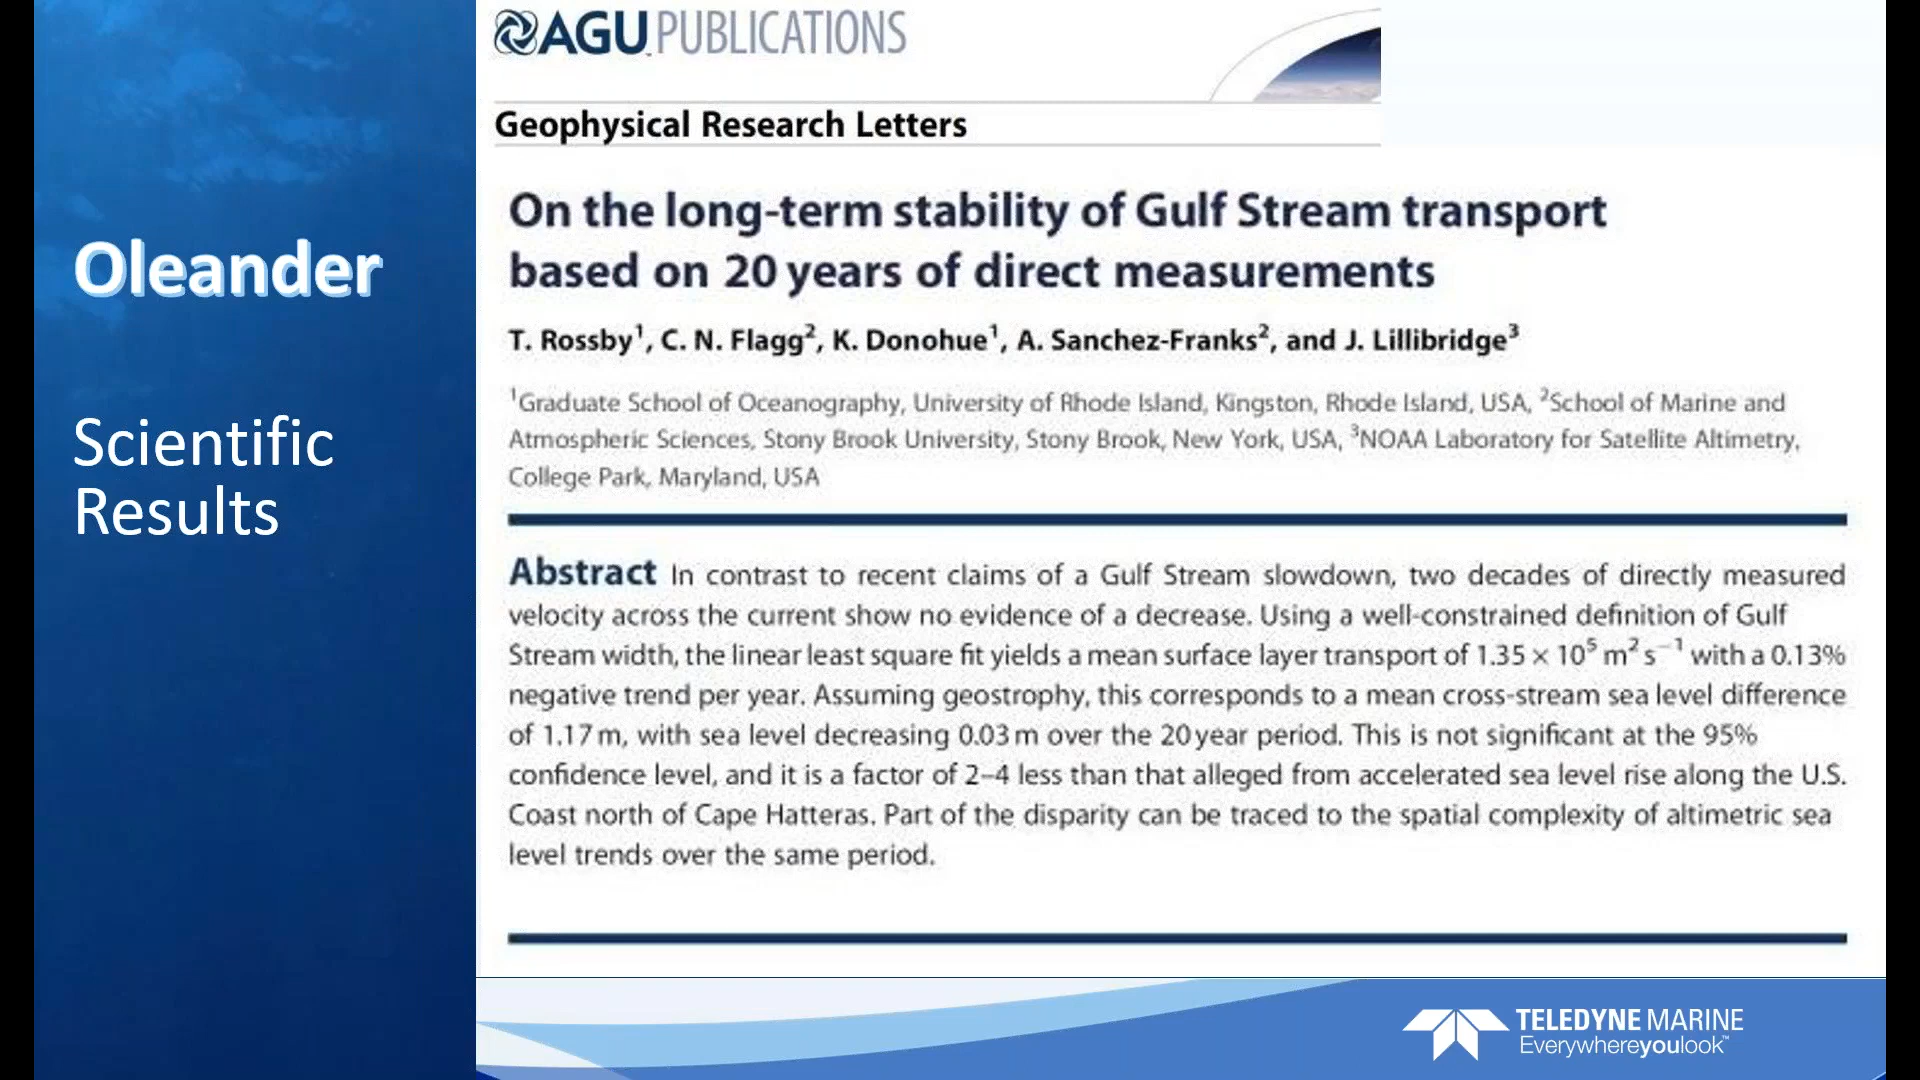 Oleander
Scientific
Results
AGU PUBLICATIONS
Geophysical Research Letters
On the long-term stability of Gulf Stream transport
based on 20 years of direct measurements
T. Rossby¹, C. N. Flagg², K. Donohue¹, A. Sanchez-Franks², and J. Lillibridge³
¹Graduate School of Oceanography, University of Rhode Island, Kingston, Rhode Island, USA, ²School of Marine and
Atmospheric Sciences, Stony Brook University, Stony Brook, New York, USA, ³NOAA Laboratory for Satellite Altimetry,
College Park, Maryland, USA
Abstract In contrast to recent claims of a Gulf Stream slowdown, two decades of directly measured
velocity across the current show no evidence of a decrease. Using a well-constrained definition of Gulf
Stream width, the linear least square fit yields a mean surface layer transport of 1.35 × 10⁵ m² s⁻¹ with a 0.13%
negative trend per year. Assuming geostrophy, this corresponds to a mean cross-stream sea level difference
of 1.17 m, with sea level decreasing 0.03 m over the 20 year period. This is not significant at the 95%
confidence level, and it is a factor of 2–4 less than that alleged from accelerated sea level rise along the U.S.
Coast north of Cape Hatteras. Part of the disparity can be traced to the spatial complexity of altimetric sea
level trends over the same period.
TELEDYNE MARINE
Everywhereyoulook™